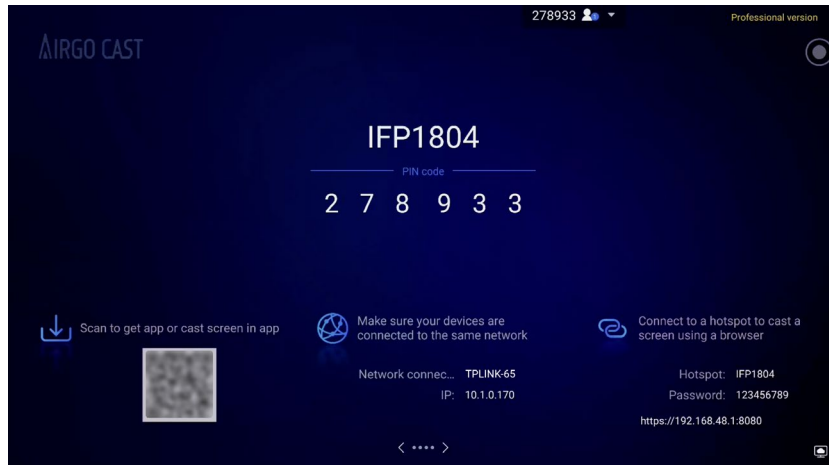 278933
Professional version
AIRGO CAST
IFP1804
PIN code
2 7 8 9 3 3
Scan to get app or cast screen in app
Make sure your devices are
connected to the same network
Network connec... TPLINK-65
IP: 10.1.0.170
Connect to a hotspot to cast a
screen using a browser
Hotspot: IFP1804
Password: 123456789
https://192.168.48.1:8080